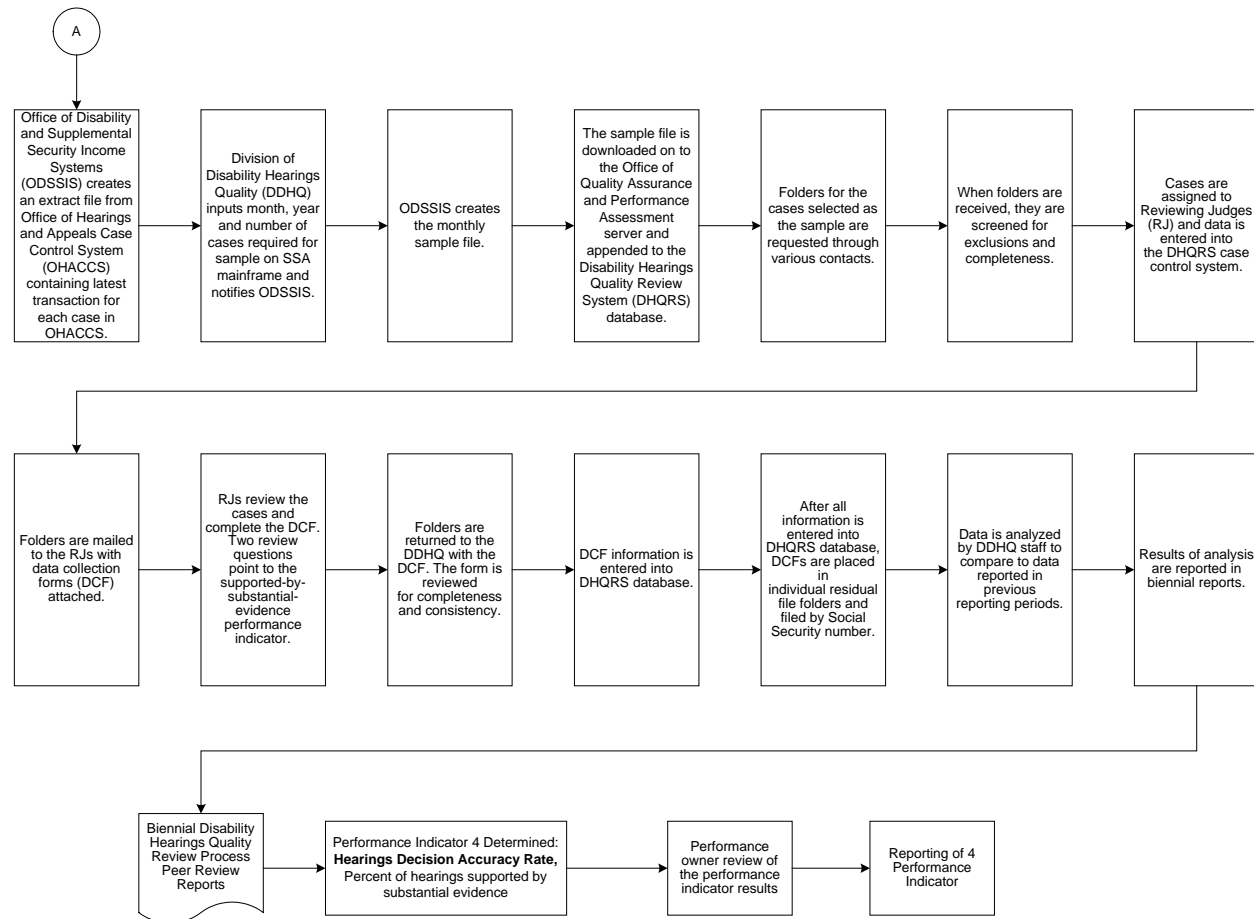 A
Office of Disability
and Supplemental
Security Income
Systems
(ODSSIS) creates
an extract file from
Office of Hearings
and Appeals Case
Control System
(OHACCS)
containing latest
transaction for
each case in
OHACCS.
Division of
Disability Hearings
Quality (DDHQ)
inputs month, year
and number of
cases required for
sample on SSA
mainframe and
notifies ODSSIS.
ODSSIS creates
the monthly
sample file.
The sample file is
downloaded on to
the Office of
Quality Assurance
and Performance
Assessment
server and
appended to the
Disability Hearings
Quality Review
System (DHQRS)
database.
Folders for the
cases selected as
the sample are
requested through
various contacts.
When folders are
received, they are
screened for
exclusions and
completeness.
Cases are
assigned to
Reviewing Judges
(RJ) and data is
entered into
the DHQRS case
control system.
Folders are mailed
to the RJs with
data collection
forms (DCF)
attached.
RJs review the
cases and
complete the DCF.
Two review
questions
point to the
supported-by-
substantial-
evidence
performance
indicator.
Folders are
returned to the
DDHQ with the
DCF. The form is
reviewed
for completeness
and consistency.
DCF information is
entered into
DHQRS database.
After all
information is
entered into
DHQRS database,
DCFs are placed
in
individual residual
file folders and
filed by Social
Security number.
Data is analyzed
by DDHQ staff to
compare to data
reported in
previous
reporting periods.
Results of analysis
are reported in
biennial reports.
Biennial Disability
Hearings Quality
Review Process
Peer Review
Reports
Performance Indicator 4 Determined:
Hearings Decision Accuracy Rate,
Percent of hearings supported by
substantial evidence
Performance
owner review of
the performance
indicator results
Reporting of 4
Performance
Indicator